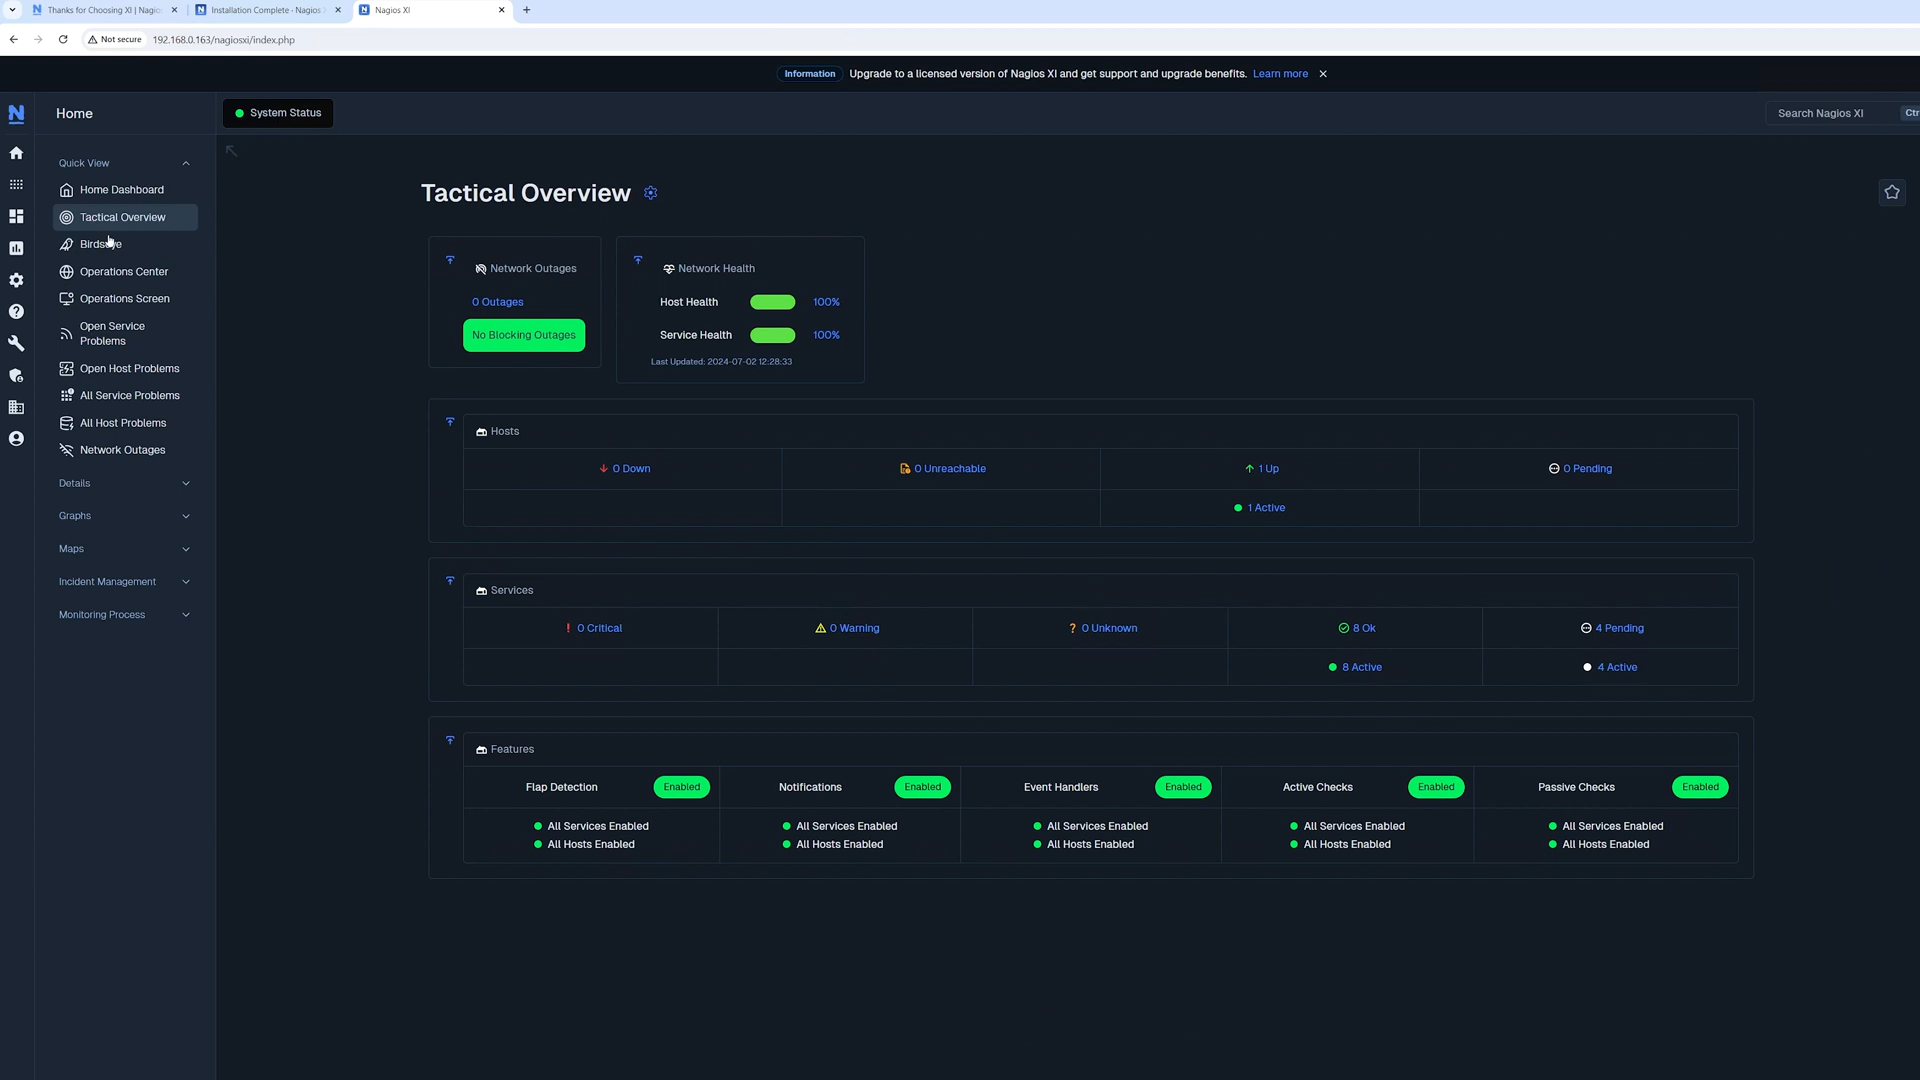 Thanks for Choosing XI | Nagio
Installation Complete · Nagios
Nagios XI
Not secure
192.168.0.163/nagiosxi/index.php
Information
Upgrade to a licensed version of Nagios XI and get support and upgrade benefits. Learn more
Home
System Status
Search Nagios XI
Ctr
Quick View
Home Dashboard
Tactical Overview
Birdseye
Operations Center
Operations Screen
Open Service
Problems
Open Host Problems
All Service Problems
All Host Problems
Network Outages
Details
Graphs
Maps
Incident Management
Monitoring Process
Tactical Overview
Network Outages
0 Outages
No Blocking Outages
Network Health
Host Health 100%
Service Health 100%
Last Updated: 2024-07-02 12:28:33
Hosts
0 Down 0 Unreachable 1 Up 0 Pending
1 Active
Services
0 Critical 0 Warning ? 0 Unknown 8 Ok 4 Pending
8 Active 4 Active
Features
Flap Detection Enabled Notifications Enabled Event Handlers Enabled Active Checks Enabled Passive Checks Enabled
All Services Enabled All Services Enabled All Services Enabled All Services Enabled All Services Enabled
All Hosts Enabled All Hosts Enabled All Hosts Enabled All Hosts Enabled All Hosts Enabled